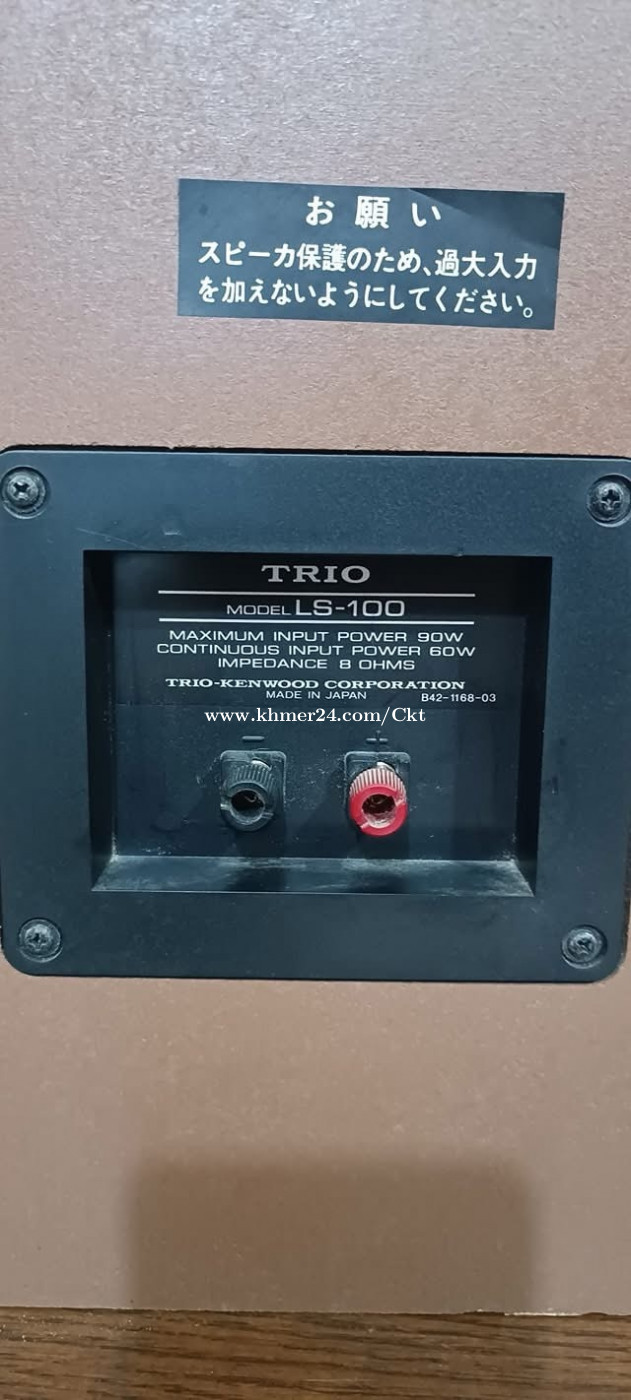 お願い
スピーカ保護のため、過大入力
を加えないようにしてください。
TRIO
MODEL LS-100
MAXIMUM INPUT POWER 90W
CONTINUOUS INPUT POWER 60W
IMPEDANCE 8 OHMS
TRIO-KENWOOD CORPORATION
MADE IN JAPAN B42-1168-03
www.khmer24.com/Ckt
− +